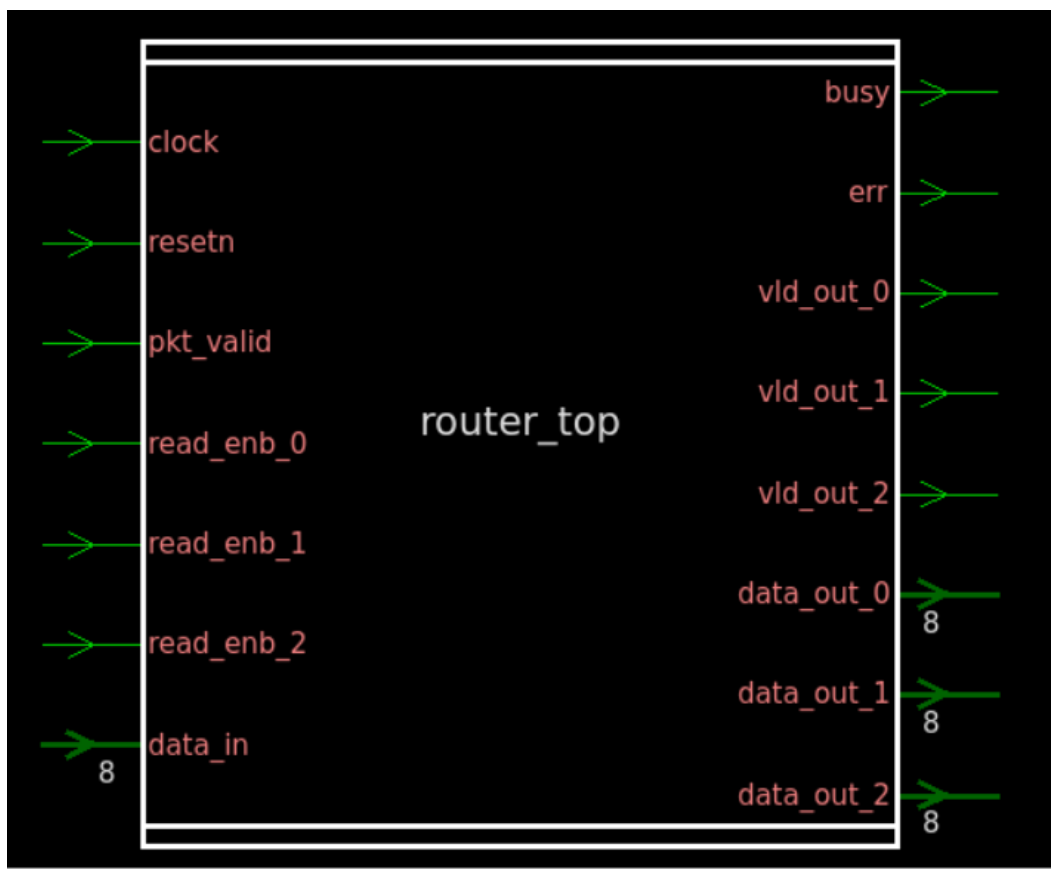 busy
clock
err
resetn
vld_out_0
pkt_valid
vld_out_1
router_top
read_enb_0
vld_out_2
read_enb_1
data_out_0
8
read_enb_2
data_out_1
8
data_in
8
data_out_2
8